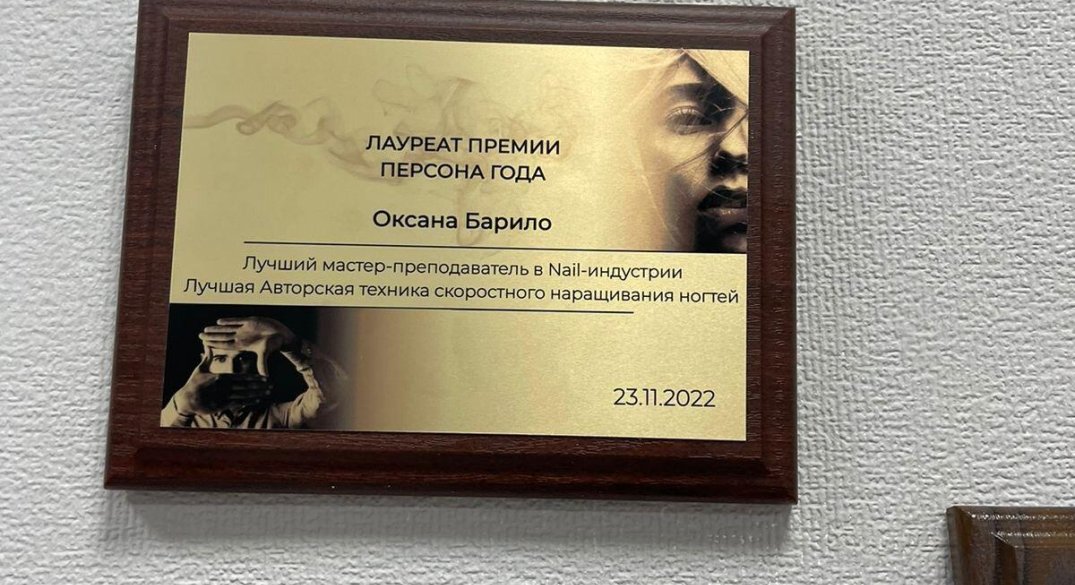 ЛАУРЕАТ ПРЕМИИ
ПЕРСОНА ГОДА
Оксана Барило
Лучший мастер-преподаватель в Nail-индустрии
Лучшая Авторская техника скоростного наращивания ногтей
23.11.2022